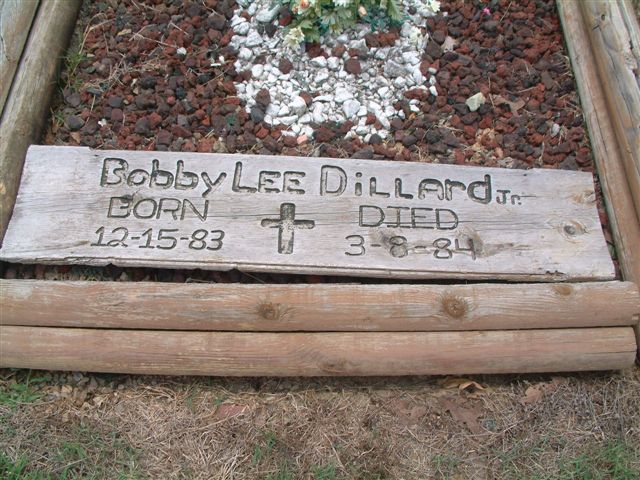 Bobby LEE Dillard Jr.
BORN DIED
12-15-83 3-8-84